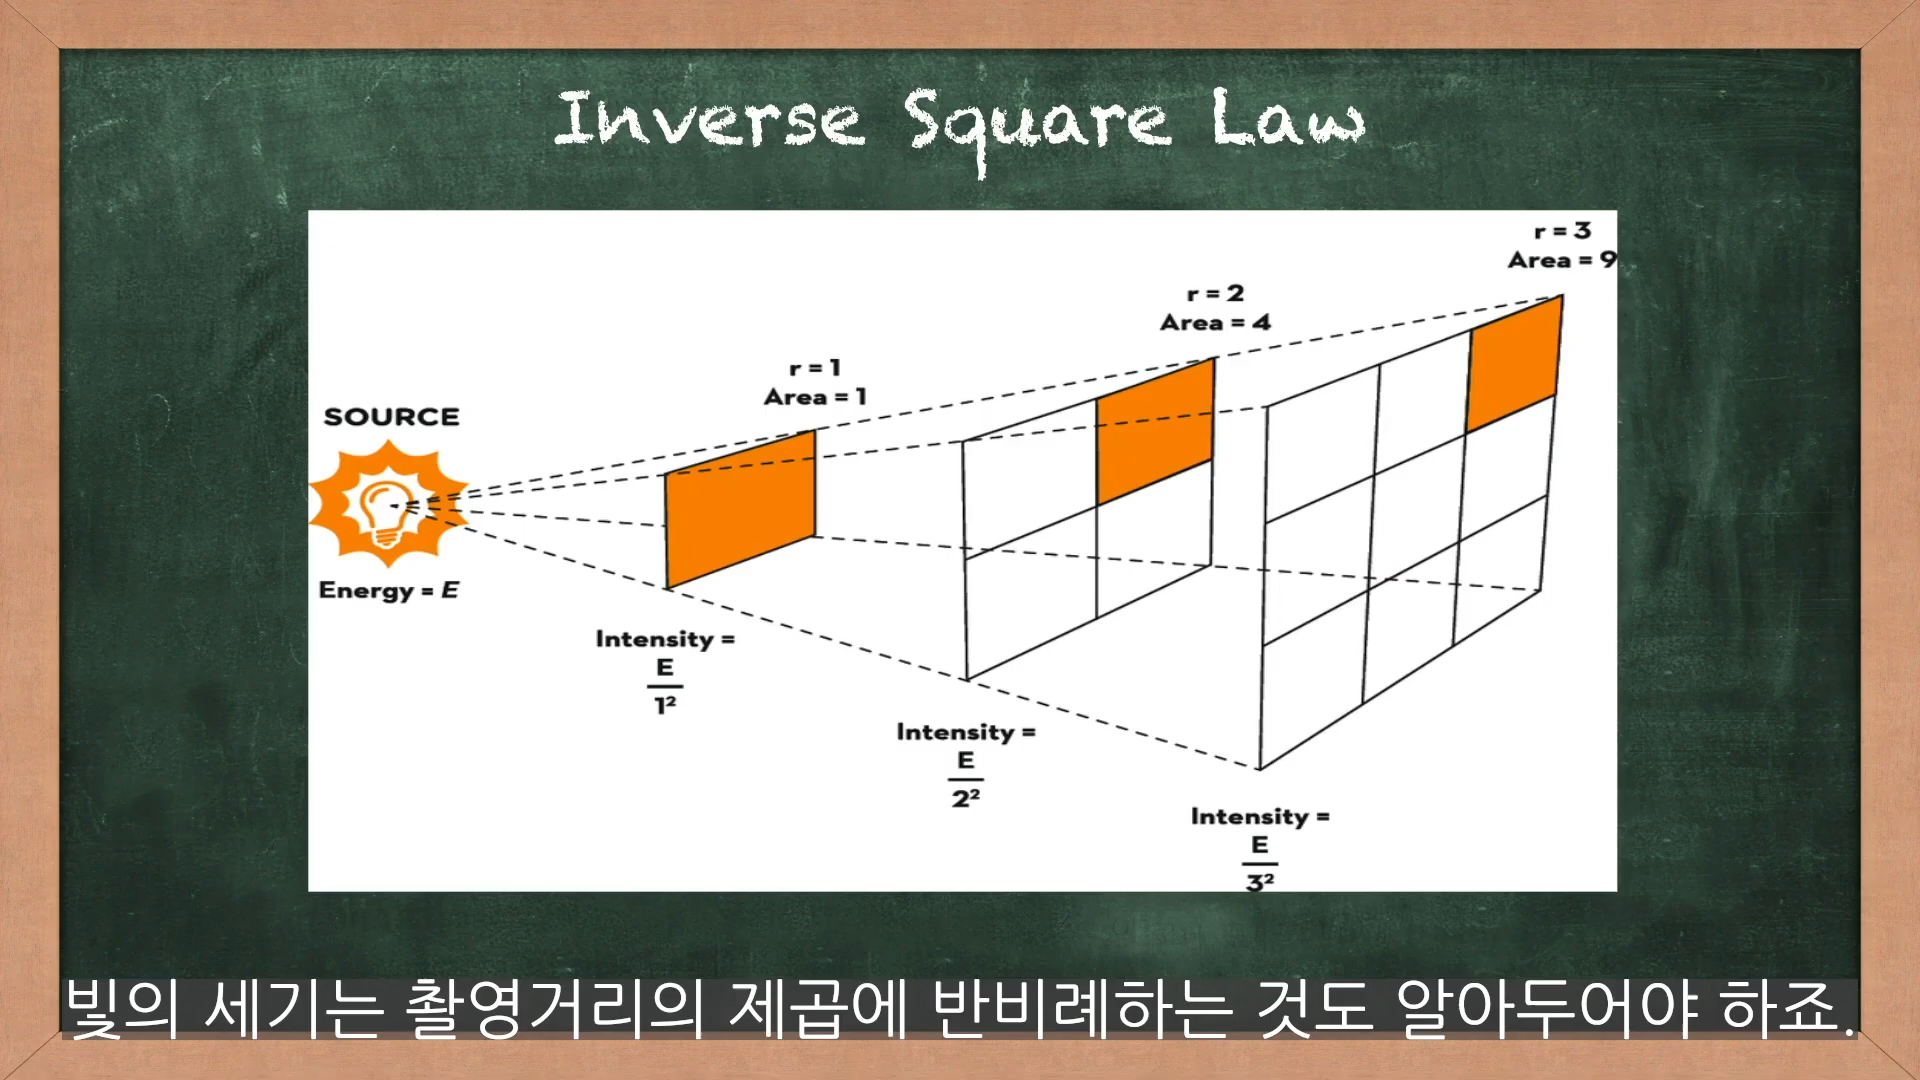 Inverse Square Law
r = 3
Area = 9
r = 2
Area = 4
r = 1
Area = 1
SOURCE
Energy = E
Intensity =
E
1²
Intensity =
E
2²
Intensity =
E
3²
빛의 세기는 촬영거리의 제곱에 반비례하는 것도 알아두어야 하죠.